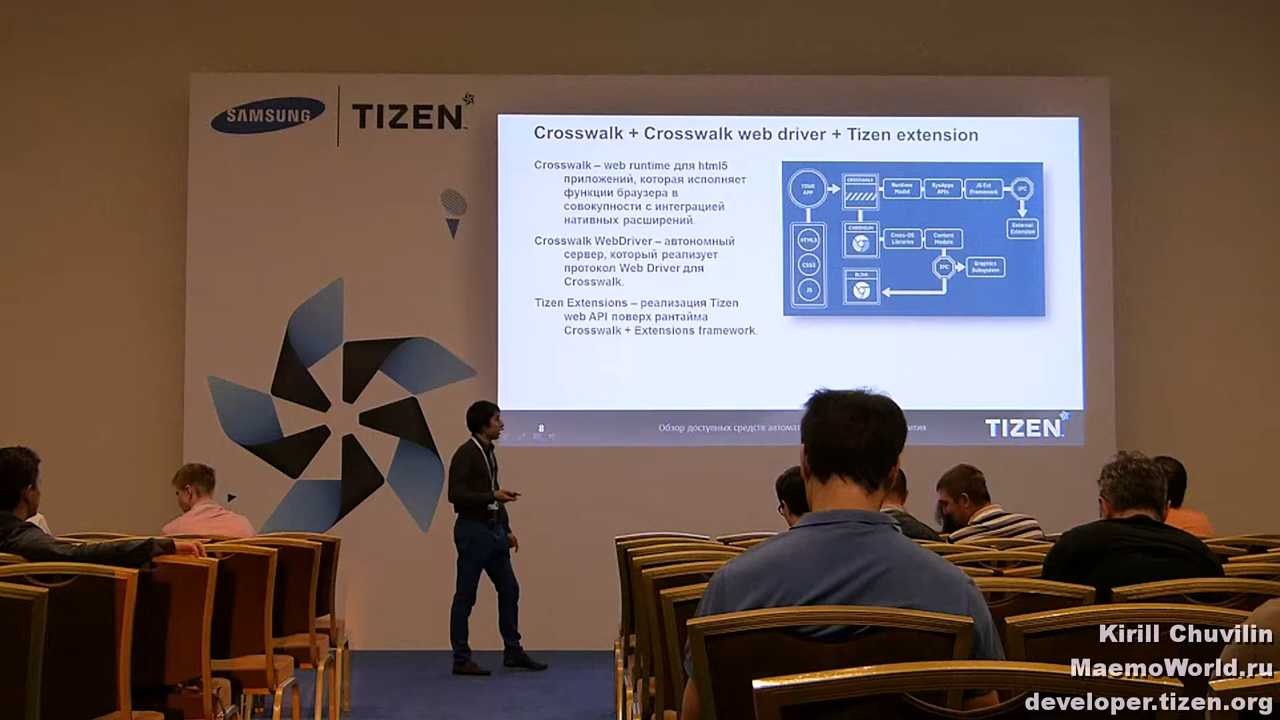 SAMSUNG
TIZEN
Crosswalk + Crosswalk web driver + Tizen extension
Crosswalk – web runtime для html5
приложений, которая исполняет
функции браузера в
совокупности с интеграцией
нативных расширений.
Crosswalk WebDriver – автономный
сервер, который реализует
протокол Web Driver для
Crosswalk.
Tizen Extensions – реализация Tizen
web API поверх рантайма
Crosswalk + Extensions framework.
YOUR
APP
CROSSWALK
Runtime
Model
SysApps
APIs
JS Ext
Framework
IPC
External
Extension
HTML5
CSS3
JS
CHROMIUM
Cross-OS
Libraries
Content
Module
IPC
Graphics
Subsystem
BLINK
8
Обзор доступных средств
TIZEN
Kirill Chuvilin
MaemoWorld.ru
developer.tizen.org